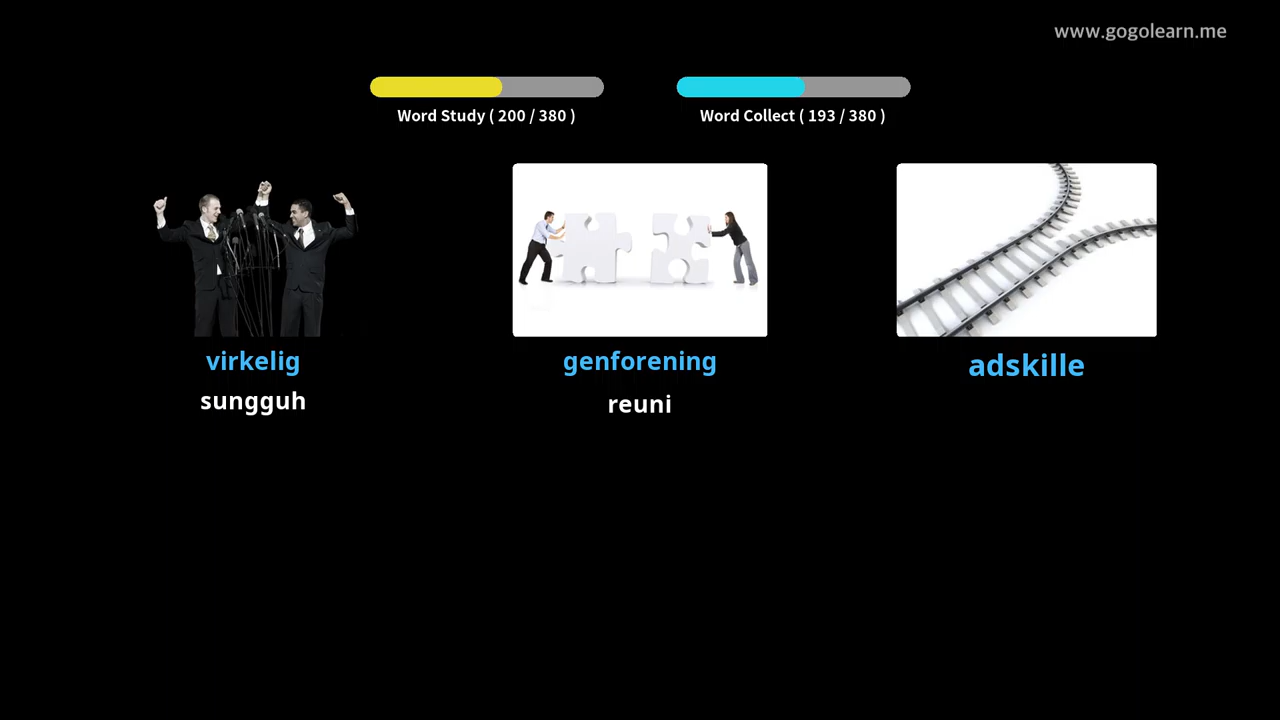 www.gogolearn.me
Word Study ( 200 / 380 )
Word Collect ( 193 / 380 )
virkelig
sungguh
genforening
reuni
adskille